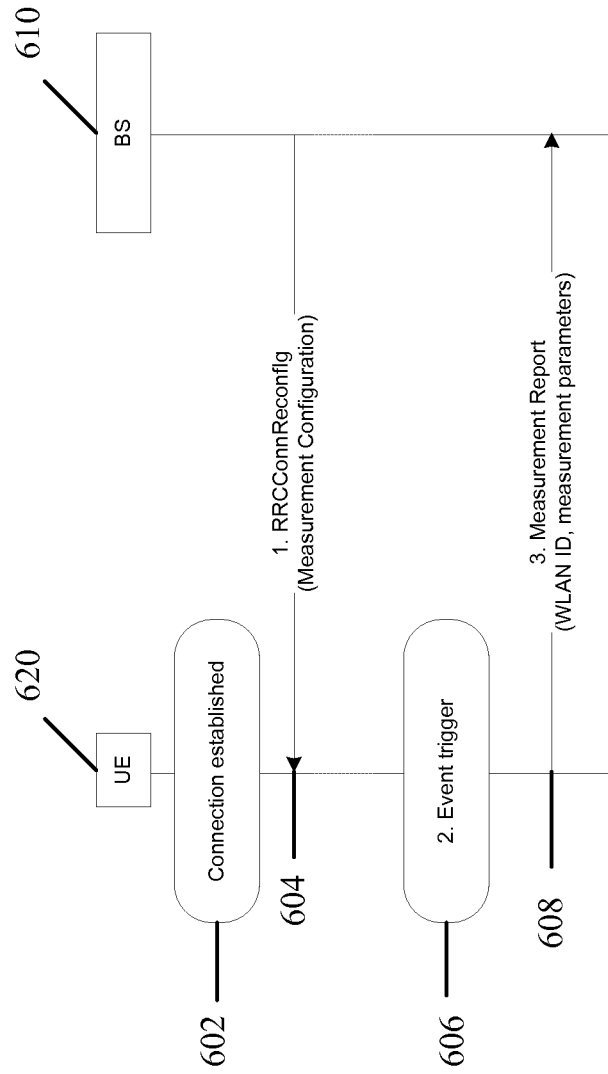 620
610
UE
BS
602
Connection established
1. RRCConnReconfig
(Measurement Configuration)
604
606
2. Event trigger
3. Measurement Report
(WLAN ID, measurement parameters)
608